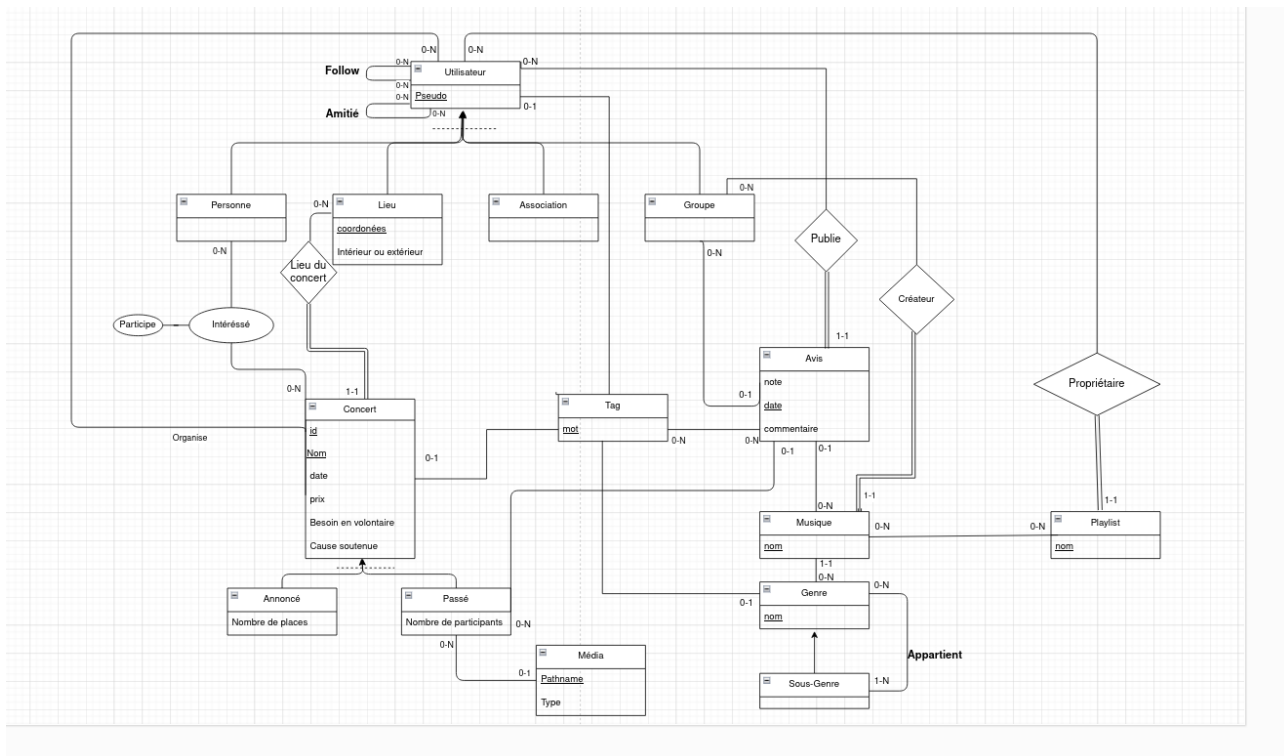 0-N
0-N
0-N
0-N
Follow
Utilisateur
0-N
0-N
Pseudo
0-1
Amitié
0-N
Personne
0-N
Lieu
Association
Groupe
0-N
coordonées
Intérieur ou extérieur
0-N
0-N
Publie
Lieu du
concert
Créateur
Participe
Intéréssé
1-1
Avis
note
date
commentaire
Propriétaire
0-N
1-1
0-1
Concert
id
Nom
date
prix
Besoin en volontaire
Cause soutenue
Organise
Tag
mot
0-N
0-N
0-1
0-1
0-1
1-1
1-1
0-N
Musique
nom
0-N
0-N
Playlist
nom
1-1
0-N
Genre
nom
0-N
0-1
Annoncé
Nombre de places
Passé
Nombre de participants
0-N
0-N
0-1
Média
Pathname
Type
Appartient
Sous-Genre
1-N